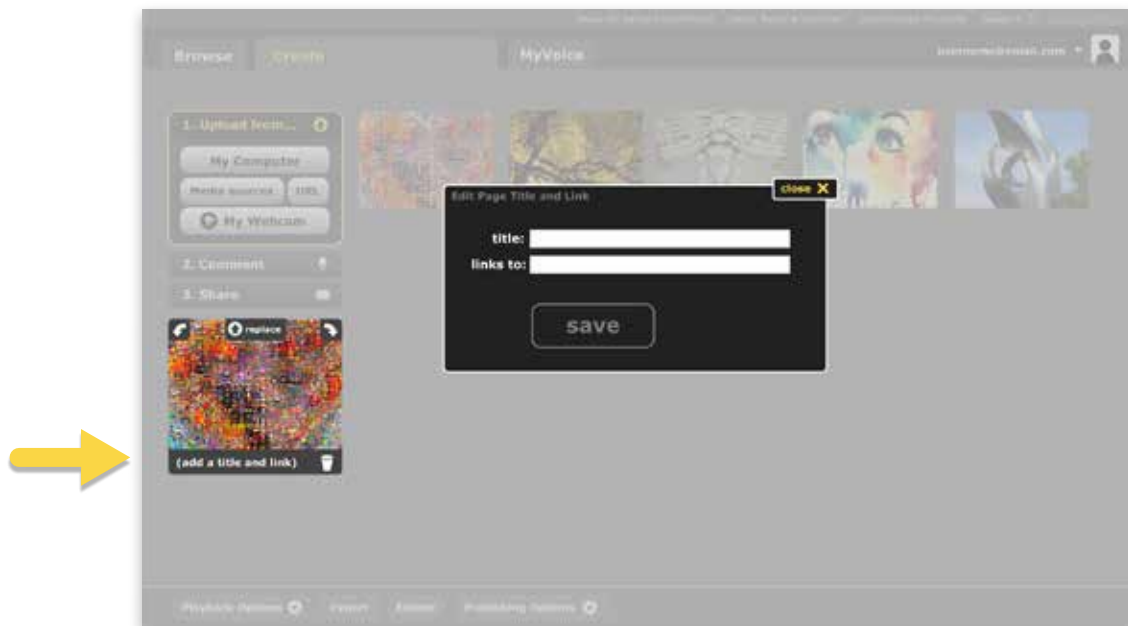 Browse
Create
MyVoice
1. Upload from...
My Computer
Media sources
URL
My Webcam
2. Comment
3. Share
replace
(add a title and link)
Edit Page Title and Link
close X
title:
links to:
save
Playback Options
Export
Embed
Publishing Options